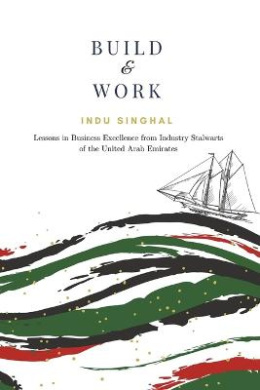 BUILD
&
WORK
INDU SINGHAL
Lessons in Business Excellence from Industry Stalwarts
of the United Arab Emirates